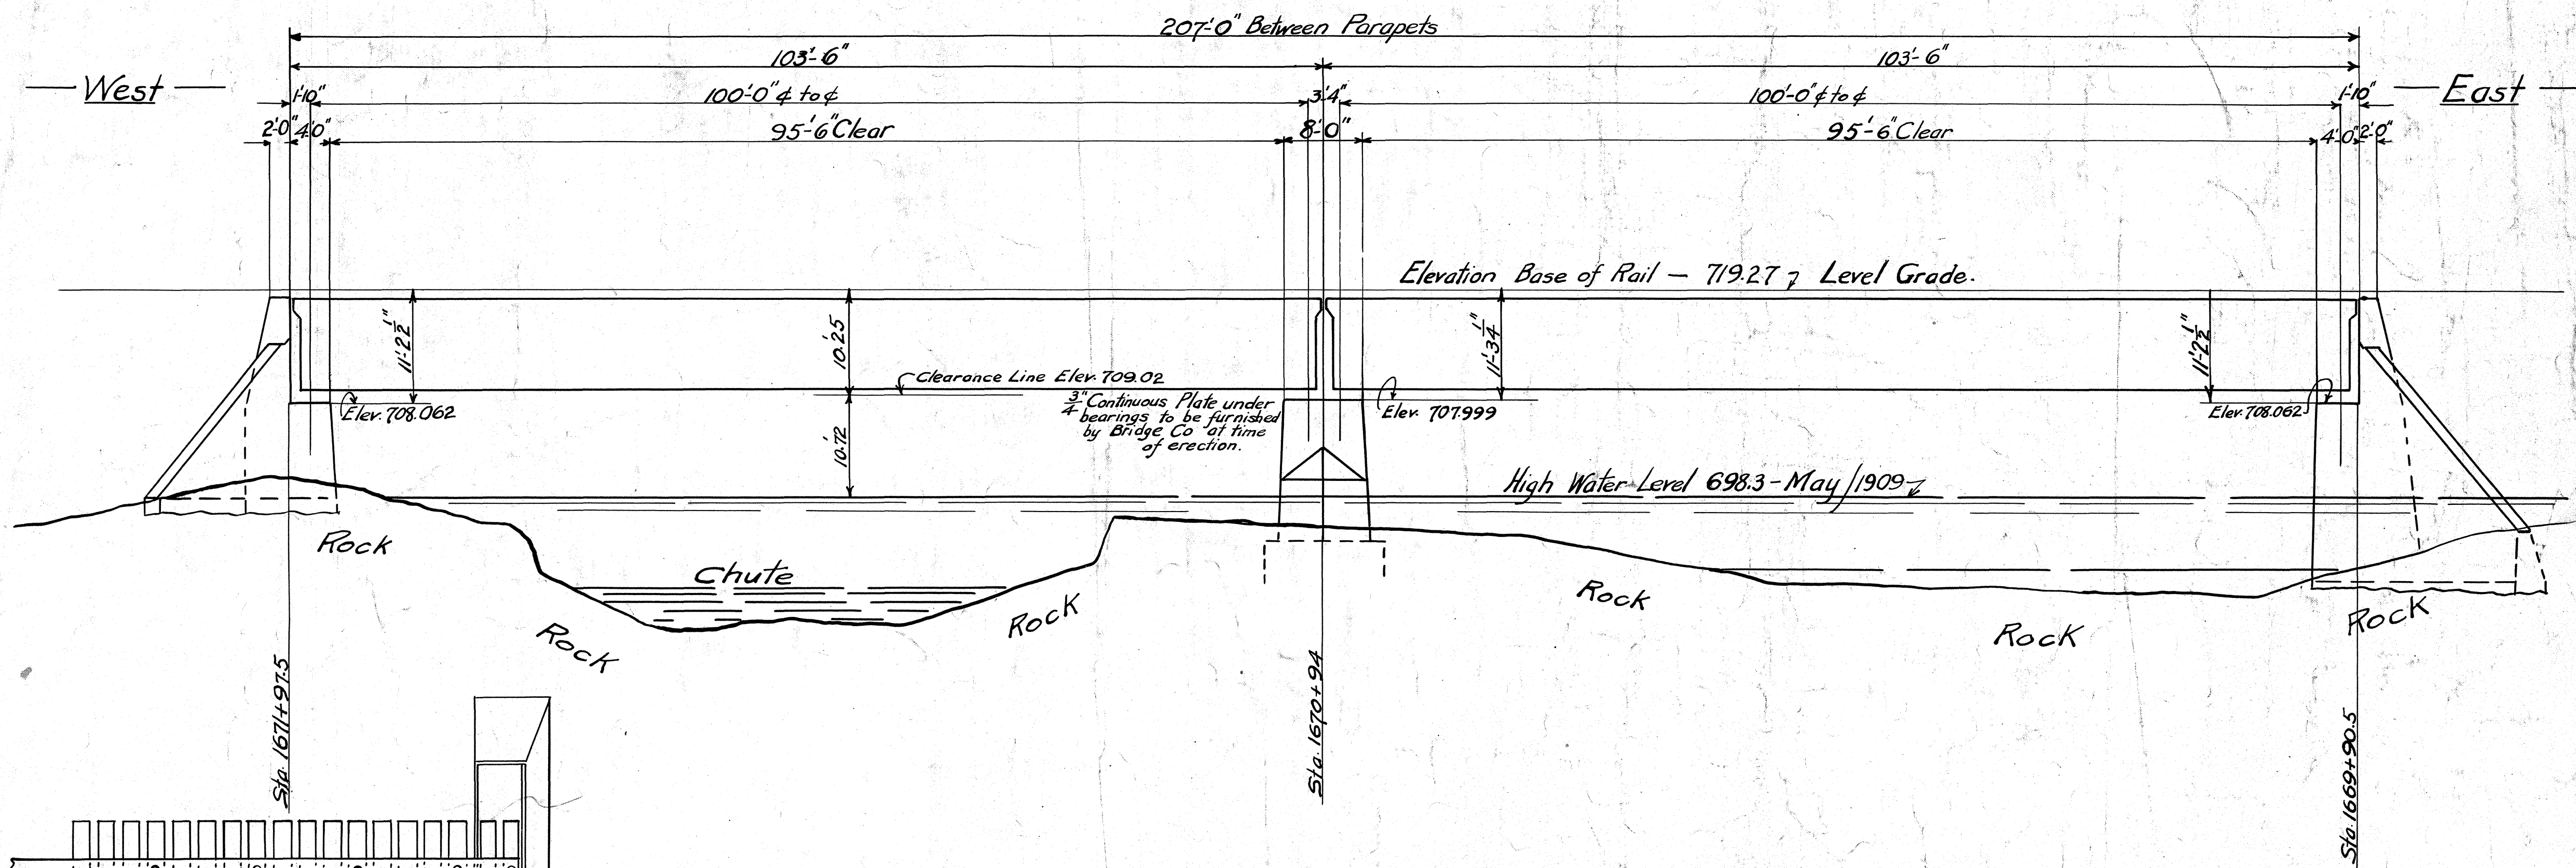 207'-0" Between Parapets
103'-6"
103'-6"
West
1'-10"
100'-0" ¢ to ¢
3'4"
100'-0" ¢ to ¢
1'-10"
East
2'-0"
4'0"
95'-6" Clear
8'-0"
95'-6" Clear
4'-0"
2'-0"
Elevation Base of Rail — 719.27 Level Grade.
11'-2 1/2"
10.25'
11'-3 1/4"
11'-2 1/2"
Clearance Line Elev. 709.02
Elev. 708.062
3/4" Continuous Plate under
bearings to be furnished
by Bridge Co at time
of erection.
Elev. 707.999
Elev. 708.062
10.72'
High Water Level 698.3 - May/1909
Rock
Chute
Rock
Rock
Rock
Rock
Rock
Sta. 1671+97.5
Sta. 1670+94
Sta. 1669+90.5